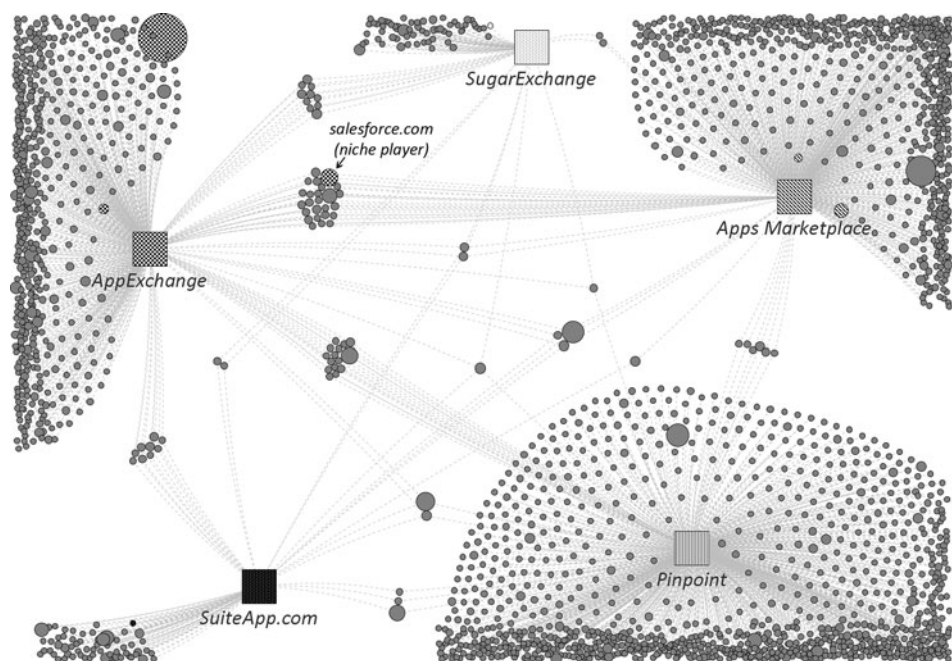 SugarExchange
salesforce.com
(niche player)
Apps Marketplace
AppExchange
Pinpoint
SuiteApp.com